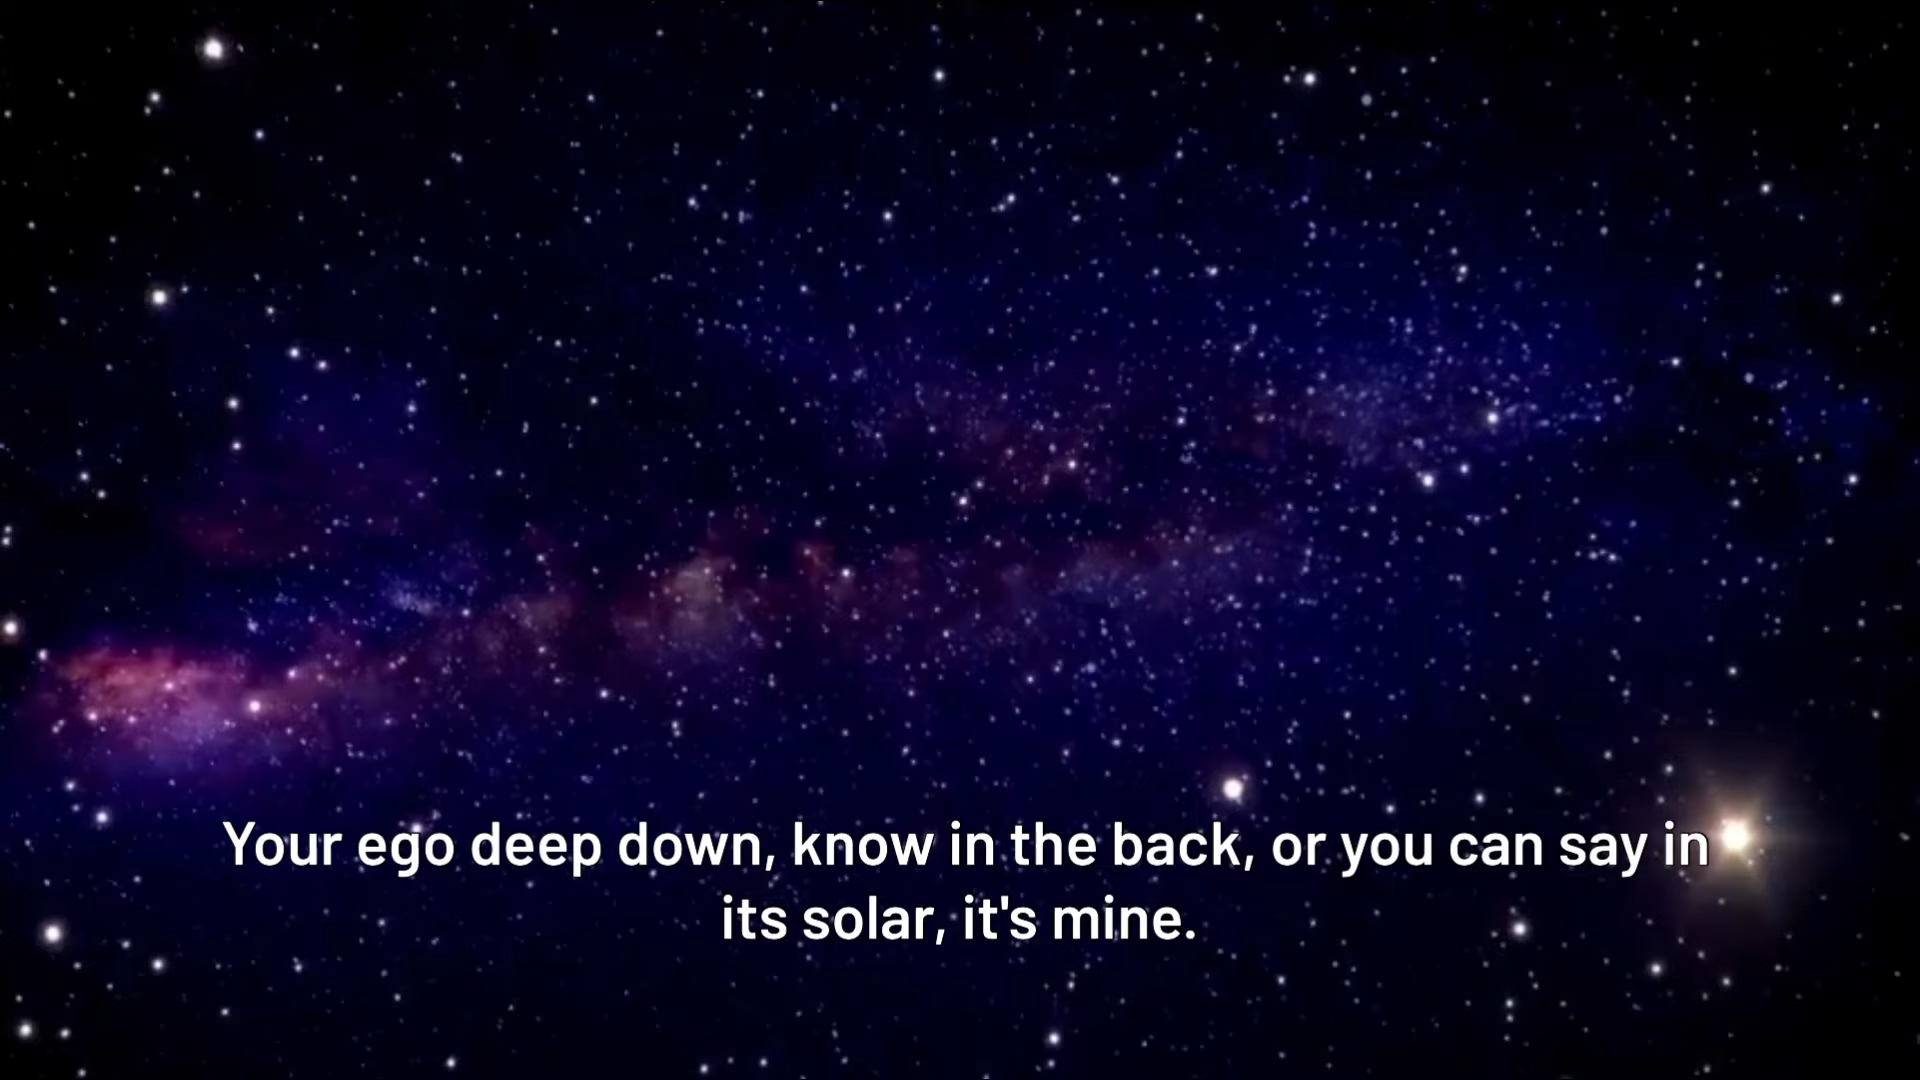 Your ego deep down, know in the back, or you can say in
its solar, it's mine.